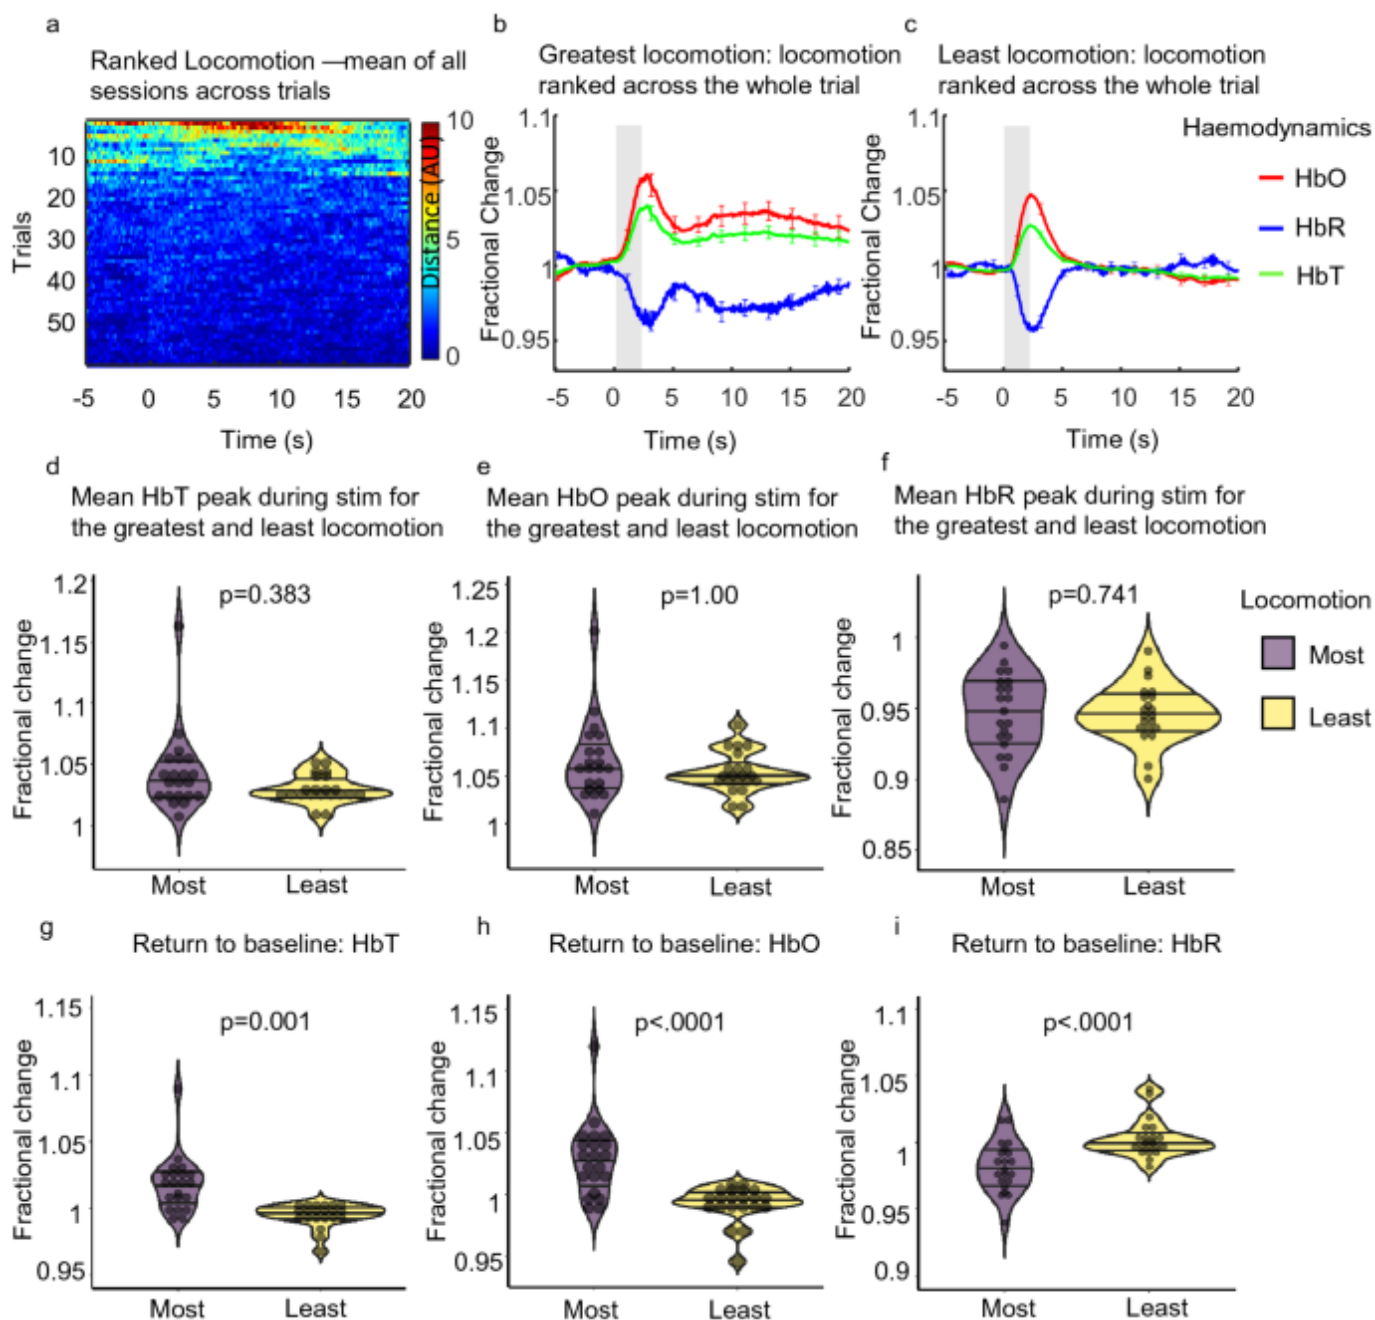 a
Ranked Locomotion —mean of all
sessions across trials
10
20
30
40
50
Trials
-5 0 5 10 15 20
Time (s)
10
5
0
Distance (AU)
b
Greatest locomotion: locomotion
ranked across the whole trial
Fractional Change
1.1
1.05
1
0.95
-5 0 5 10 15 20
Time (s)
c
Least locomotion: locomotion
ranked across the whole trial
Fractional Change
1.1
1.05
1
0.95
-5 0 5 10 15 20
Time (s)
Haemodynamics
HbO
HbR
HbT
d
Mean HbT peak during stim for
the greatest and least locomotion
p=0.383
Fractional change
1.2
1.15
1.1
1.05
1
Most Least
e
Mean HbO peak during stim for
the greatest and least locomotion
p=1.00
Fractional change
1.25
1.2
1.15
1.1
1.05
1
Most Least
f
Mean HbR peak during stim for
the greatest and least locomotion
p=0.741
Fractional change
1
0.95
0.9
0.85
Most Least
Locomotion
Most
Least
g
Return to baseline: HbT
p=0.001
Fractional change
1.15
1.1
1.05
1
0.95
Most Least
h
Return to baseline: HbO
p<.0001
Fractional change
1.15
1.1
1.05
1
0.95
Most Least
i
Return to baseline: HbR
p<.0001
Fractional change
1.1
1.05
1
0.95
0.9
Most Least